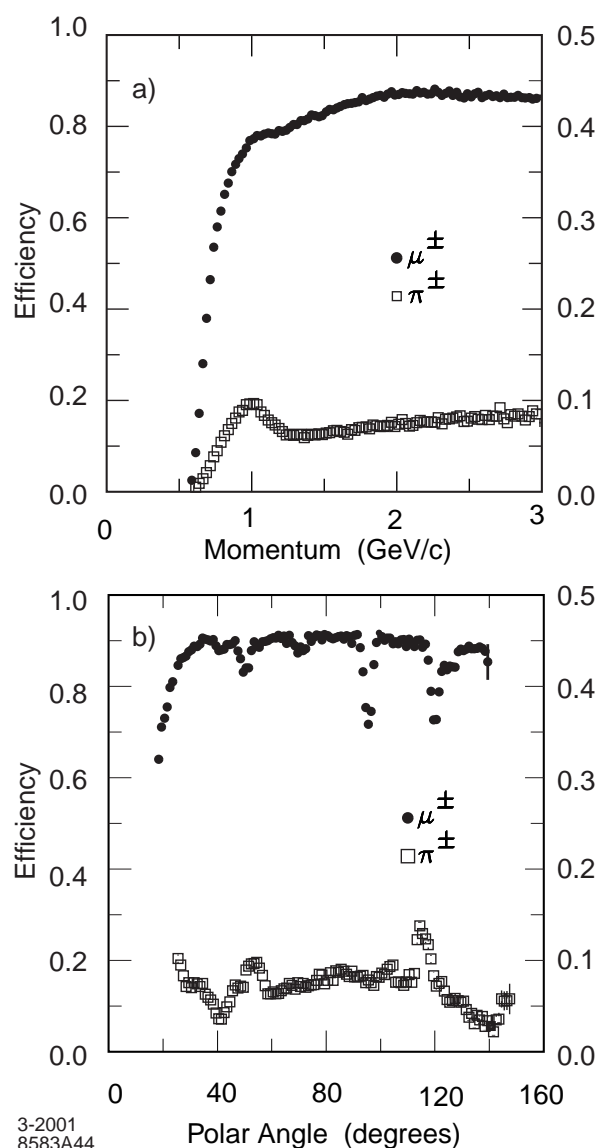 1.0 0.5
a)
0.8 0.4
0.6 0.3
Efficiency
μ±
π±
0.4 0.2
0.2 0.1
0.0 0.0
0 1 2 3
Momentum (GeV/c)
1.0 0.5
b)
0.8 0.4
0.6 0.3
Efficiency
μ±
π±
0.4 0.2
0.2 0.1
0.0 0.0
0 40 80 120 160
Polar Angle (degrees)
3-2001
8583A44